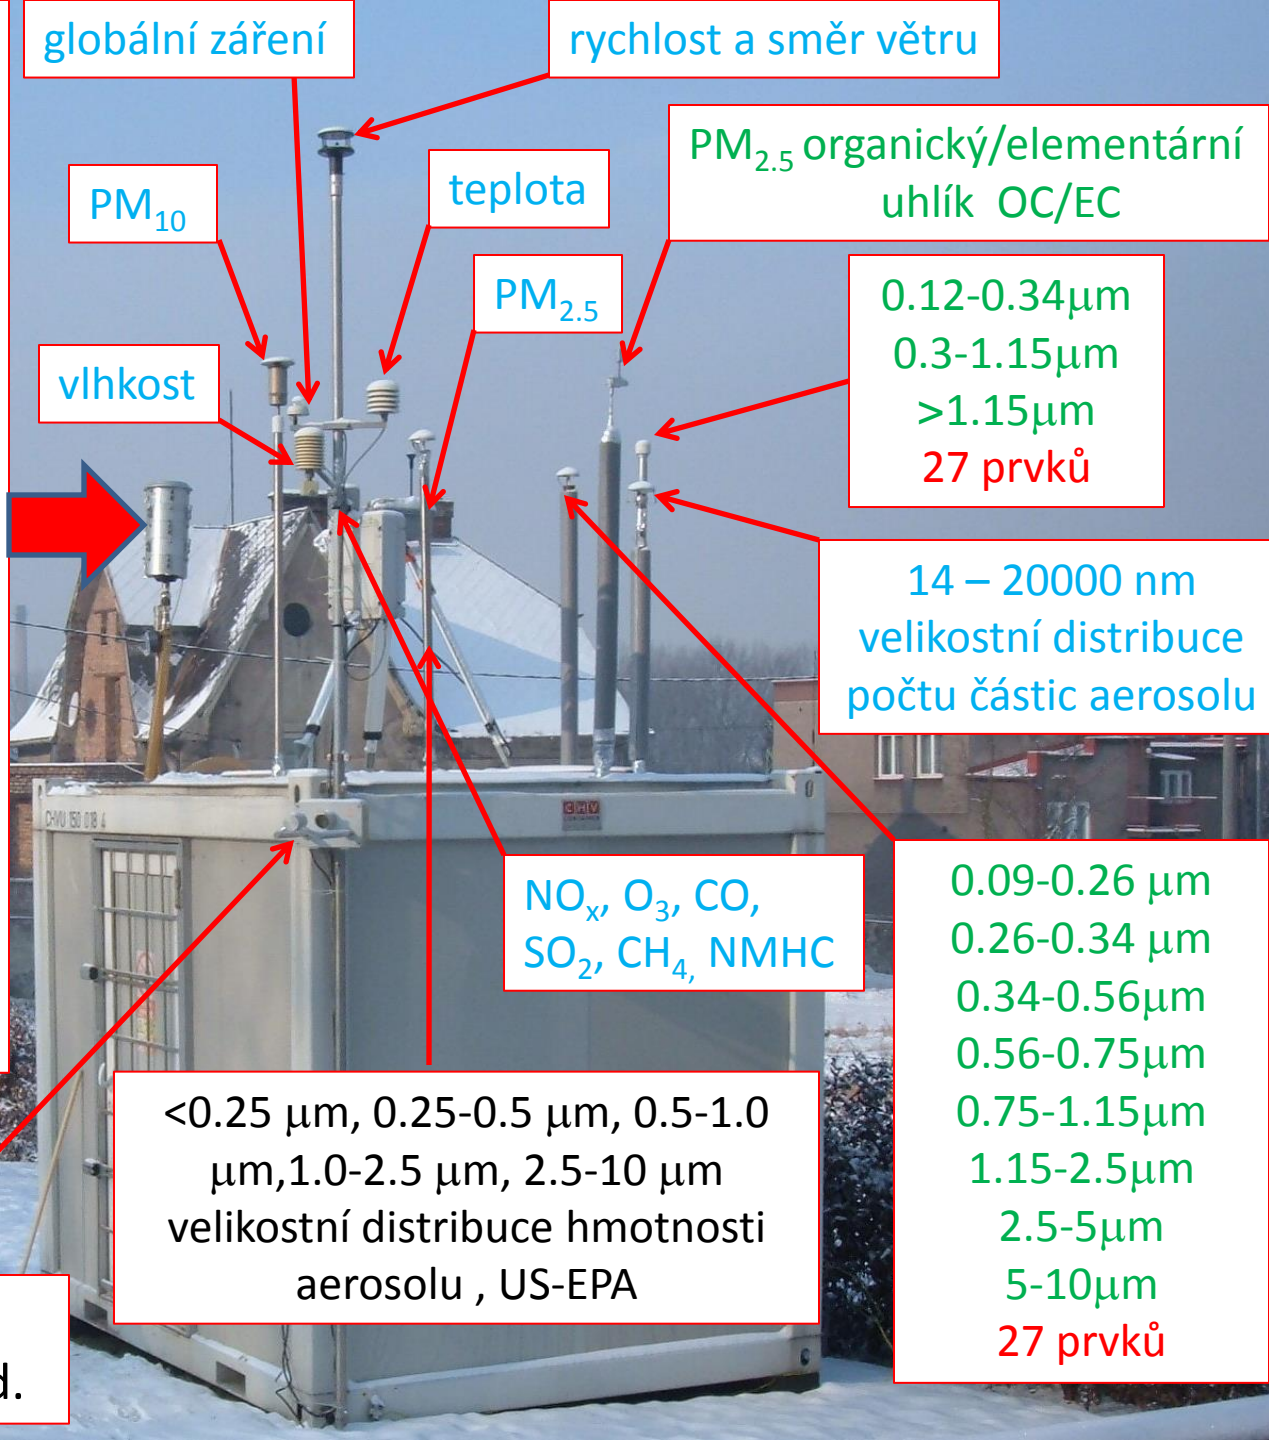 globální záření
rychlost a směr větru
PM2.5 organický/elementární
uhlík OC/EC
teplota
PM10
PM2.5
0.12-0.34μm
0.3-1.15μm
>1.15μm
27 prvků
vlhkost
14 – 20000 nm
velikostní distribuce
počtu částic aerosolu
CHV
CHVU 150 018 4
NOx, O3, CO,
SO2, CH4, NMHC
0.09-0.26 μm
0.26-0.34 μm
0.34-0.56μm
0.56-0.75μm
0.75-1.15μm
1.15-2.5μm
2.5-5μm
5-10μm
27 prvků
<0.25 μm, 0.25-0.5 μm, 0.5-1.0
μm,1.0-2.5 μm, 2.5-10 μm
velikostní distribuce hmotnosti
aerosolu , US-EPA
d.